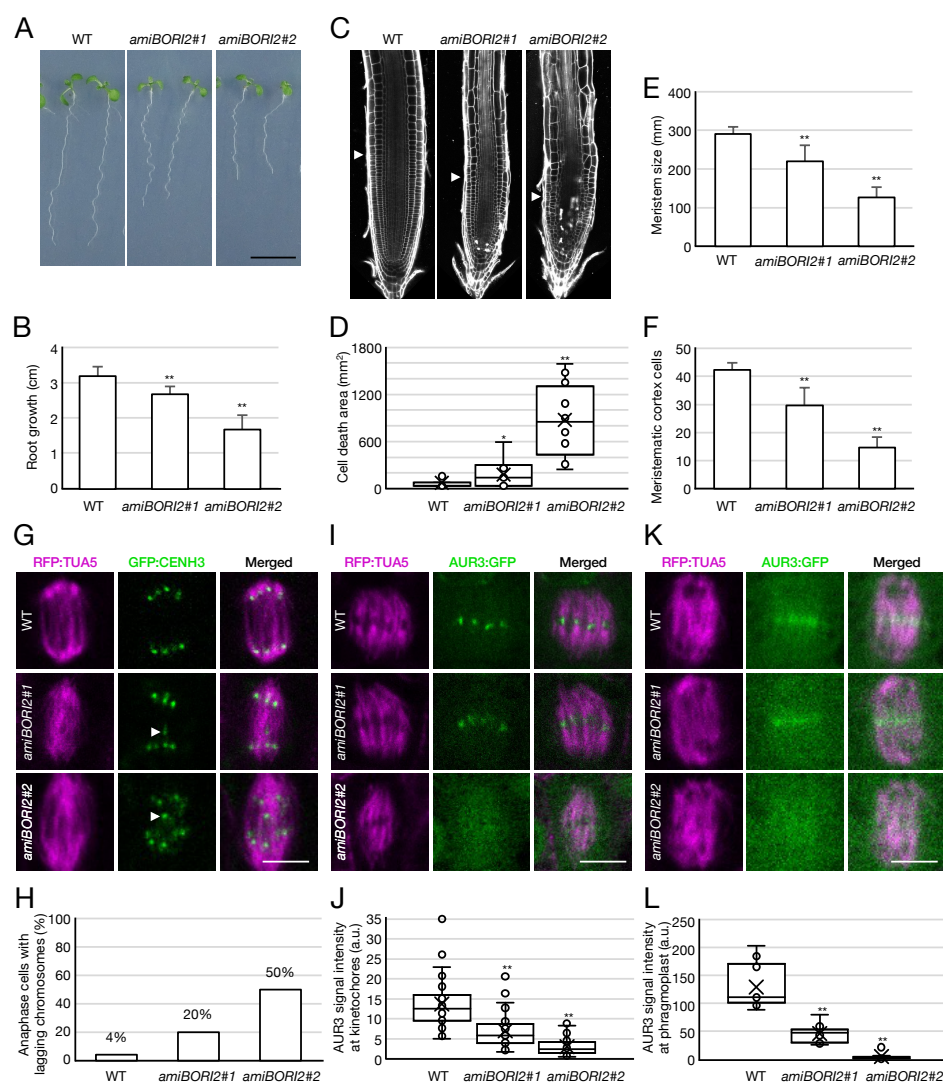 A
WT
amiBORI2#1
amiBORI2#2
B
Root growth (cm)
4
3
2
1
0
**
**
WT
amiBORI2#1
amiBORI2#2
C
WT
amiBORI2#1
amiBORI2#2
D
Cell death area (mm²)
1800
1200
600
0
*
**
WT
amiBORI2#1
amiBORI2#2
E
Meristem size (mm)
400
300
200
100
0
**
**
WT
amiBORI2#1
amiBORI2#2
F
Meristematic cortex cells
50
40
30
20
10
0
**
**
WT
amiBORI2#1
amiBORI2#2
G
RFP:TUA5
GFP:CENH3
Merged
WT
amiBORI2#1
amiBORI2#2
H
Anaphase cells with
lagging chromosomes (%)
100
80
60
40
20
0
4%
20%
50%
WT
amiBORI2#1
amiBORI2#2
I
RFP:TUA5
AUR3:GFP
Merged
WT
amiBORI2#1
amiBORI2#2
J
AUR3 signal intensity
at kinetochores (a.u.)
35
30
25
20
15
10
5
0
**
**
WT
amiBORI2#1
amiBORI2#2
K
RFP:TUA5
AUR3:GFP
Merged
WT
amiBORI2#1
amiBORI2#2
L
AUR3 signal intensity
at phragmoplast (a.u.)
250
200
150
100
50
0
**
**
WT
amiBORI2#1
amiBORI2#2